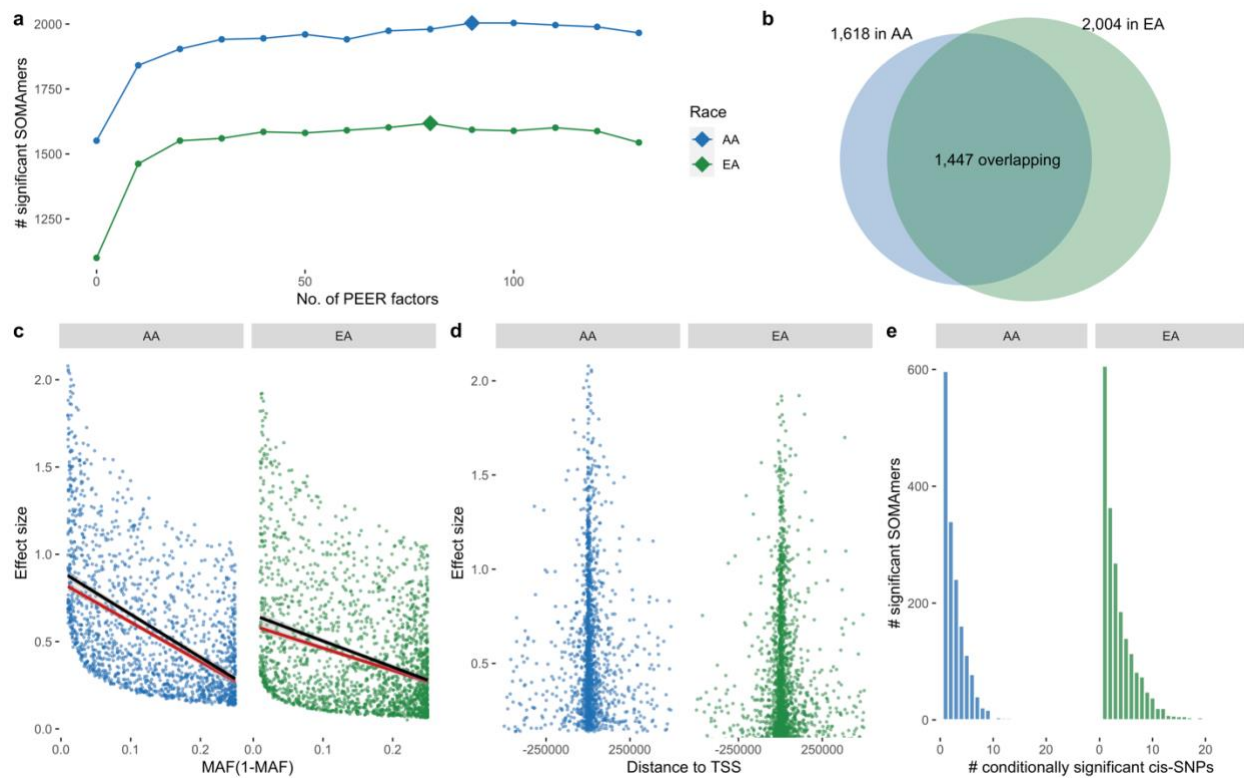 a
# significant SOMAmers
2000
1750
1500
1250
0
50
100
No. of PEER factors
Race
AA
EA
b
1,618 in AA
2,004 in EA
1,447 overlapping
c
AA
EA
Effect size
2.0
1.5
1.0
0.5
0.0
0.0
0.1
0.2
0.0
0.1
0.2
MAF(1-MAF)
d
AA
EA
Effect size
2.0
1.5
1.0
0.5
-250000
250000
-250000
250000
Distance to TSS
e
AA
EA
# significant SOMAmers
600
400
200
0
0
10
20
0
10
20
# conditionally significant cis-SNPs